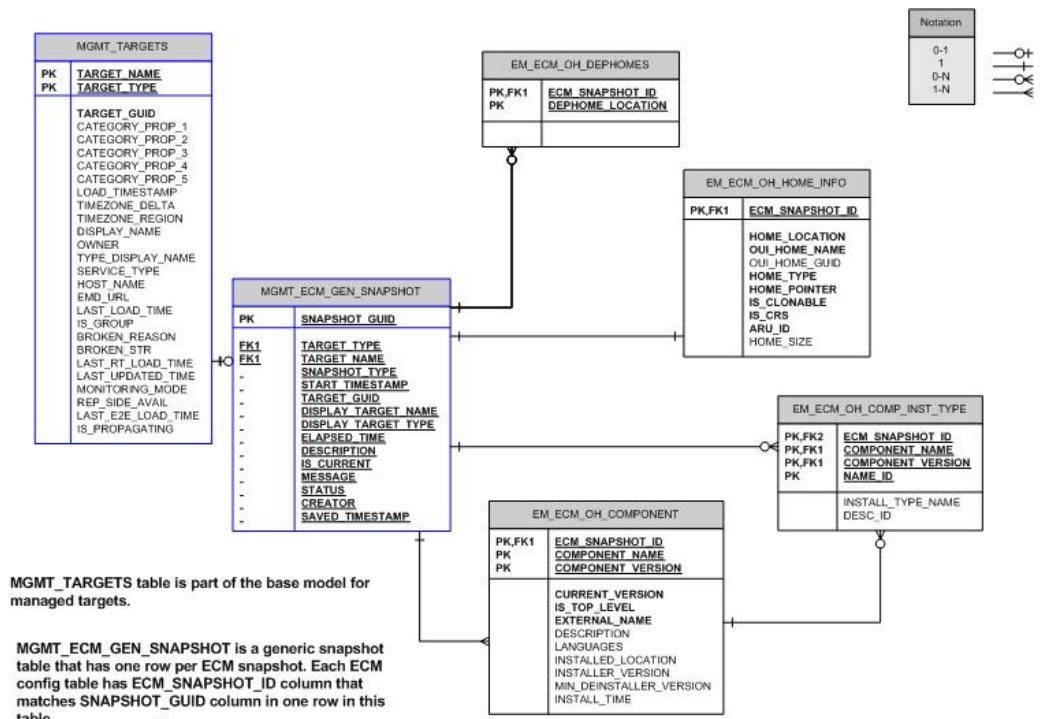 MGMT_TARGETS
PK TARGET_NAME
PK TARGET_TYPE
TARGET_GUID
CATEGORY_PROP_1
CATEGORY_PROP_2
CATEGORY_PROP_3
CATEGORY_PROP_4
CATEGORY_PROP_5
LOAD_TIMESTAMP
TIMEZONE_DELTA
TIMEZONE_REGION
DISPLAY_NAME
OWNER
TYPE_DISPLAY_NAME
SERVICE_TYPE
HOST_NAME
EMD_URL
LAST_LOAD_TIME
IS_GROUP
BROKEN_REASON
BROKEN_STR
LAST_RT_LOAD_TIME
LAST_UPDATED_TIME
MONITORING_MODE
REP_SIDE_AVAIL
LAST_E2E_LOAD_TIME
IS_PROPAGATING
EM_ECM_OH_DEPHOMES
PK,FK1 ECM_SNAPSHOT_ID
PK DEPHOME_LOCATION
Notation
0-1
1
0-N
1-N
EM_ECM_OH_HOME_INFO
PK,FK1 ECM_SNAPSHOT_ID
HOME_LOCATION
OUI_HOME_NAME
OUI_HOME_GUID
HOME_TYPE
HOME_POINTER
IS_CLONABLE
IS_CRS
ARU_ID
HOME_SIZE
MGMT_ECM_GEN_SNAPSHOT
PK SNAPSHOT_GUID
FK1 TARGET_TYPE
FK1 TARGET_NAME
- SNAPSHOT_TYPE
- START_TIMESTAMP
- TARGET_GUID
- DISPLAY_TARGET_NAME
- DISPLAY_TARGET_TYPE
- ELAPSED_TIME
- DESCRIPTION
- IS_CURRENT
- MESSAGE
- STATUS
- CREATOR
- SAVED_TIMESTAMP
EM_ECM_OH_COMP_INST_TYPE
PK,FK2 ECM_SNAPSHOT_ID
PK,FK1 COMPONENT_NAME
PK,FK1 COMPONENT_VERSION
PK NAME_ID
INSTALL_TYPE_NAME
DESC_ID
EM_ECM_OH_COMPONENT
PK,FK1 ECM_SNAPSHOT_ID
PK COMPONENT_NAME
PK COMPONENT_VERSION
CURRENT_VERSION
IS_TOP_LEVEL
EXTERNAL_NAME
DESCRIPTION
LANGUAGES
INSTALLED_LOCATION
INSTALLER_VERSION
MIN_DEINSTALLER_VERSION
INSTALL_TIME
MGMT_TARGETS table is part of the base model for
managed targets.
MGMT_ECM_GEN_SNAPSHOT is a generic snapshot
table that has one row per ECM snapshot. Each ECM
config table has ECM_SNAPSHOT_ID column that
matches SNAPSHOT_GUID column in one row in this
table